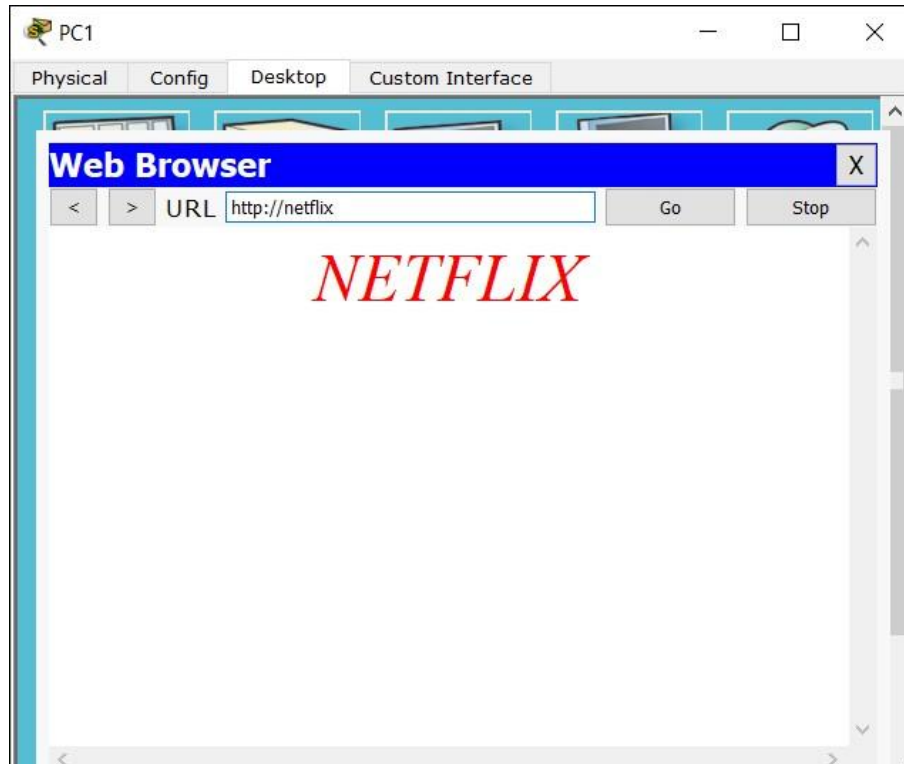 PC1
Physical Config Desktop Custom Interface
Web Browser X
< > URL http://netflix Go Stop
NETFLIX